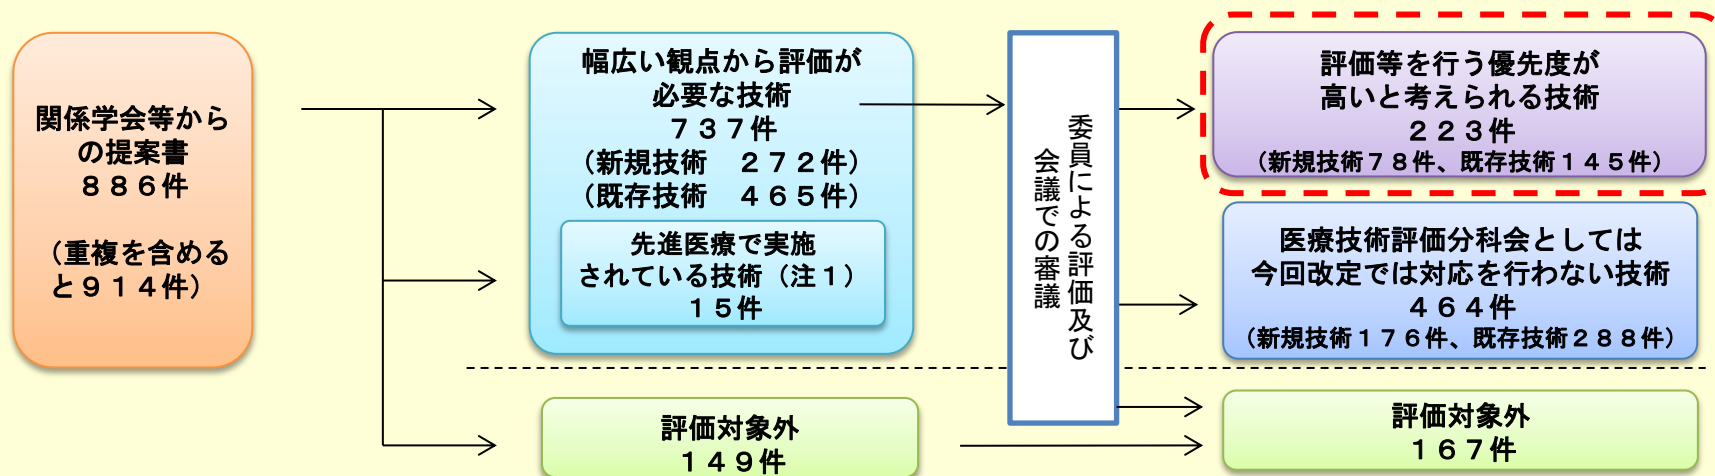 関係学会等から
の提案書
８８６件
（重複を含める
と９１４件）
幅広い観点から評価が
必要な技術
７３７件
（新規技術　２７２件）
（既存技術　４６５件）
先進医療で実施
されている技術（注１）
１５件
評価対象外
１４９件
委員による評価及び
会議での審議
評価等を行う優先度が
高いと考えられる技術
２２３件
（新規技術７８件、既存技術１４５件）
医療技術評価分科会としては
今回改定では対応を行わない技術
４６４件
（新規技術１７６件、既存技術２８８件）
評価対象外
１６７件